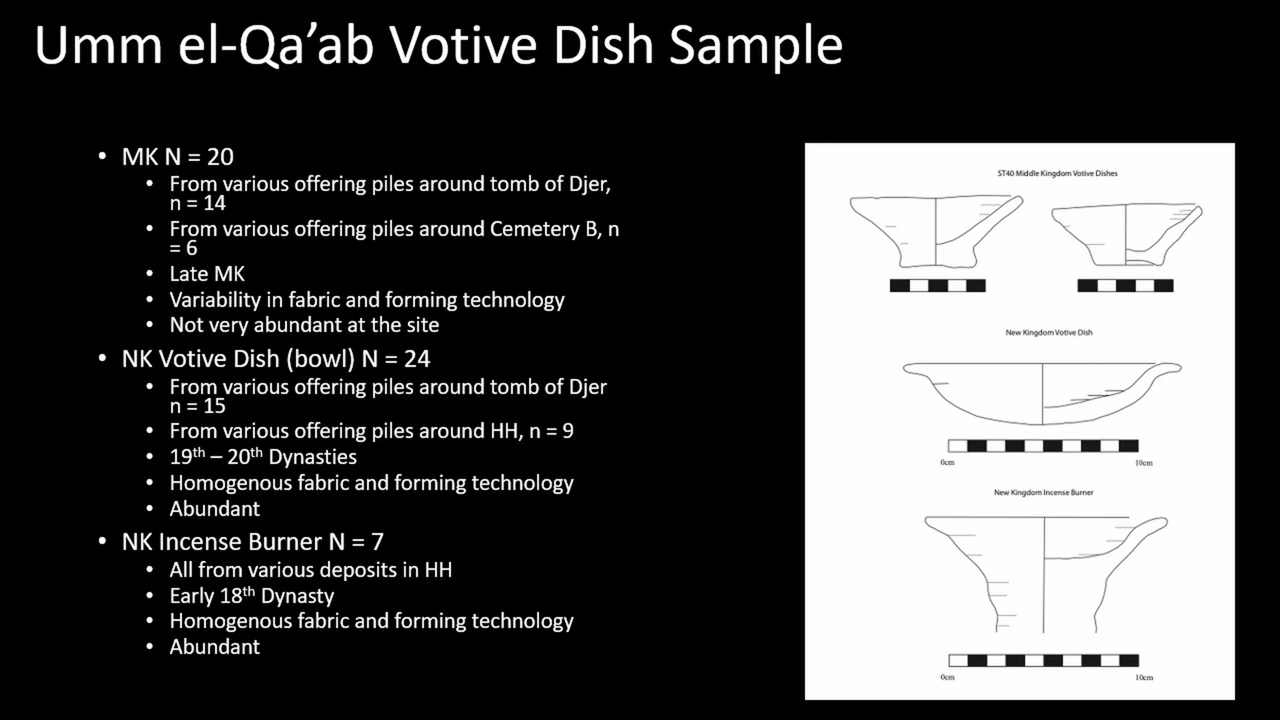 Umm el-Qa’ab Votive Dish Sample
• MK N = 20
• From various offering piles around tomb of Djer,
n = 14
• From various offering piles around Cemetery B, n
= 6
• Late MK
• Variability in fabric and forming technology
• Not very abundant at the site
• NK Votive Dish (bowl) N = 24
• From various offering piles around tomb of Djer
n = 15
• From various offering piles around HH, n = 9
• 19th – 20th Dynasties
• Homogenous fabric and forming technology
• Abundant
• NK Incense Burner N = 7
• All from various deposits in HH
• Early 18th Dynasty
• Homogenous fabric and forming technology
• Abundant
ST40 Middle Kingdom Votive Dishes
New Kingdom Votive Dish
0cm 10cm
New Kingdom Incense Burner
0cm 10cm